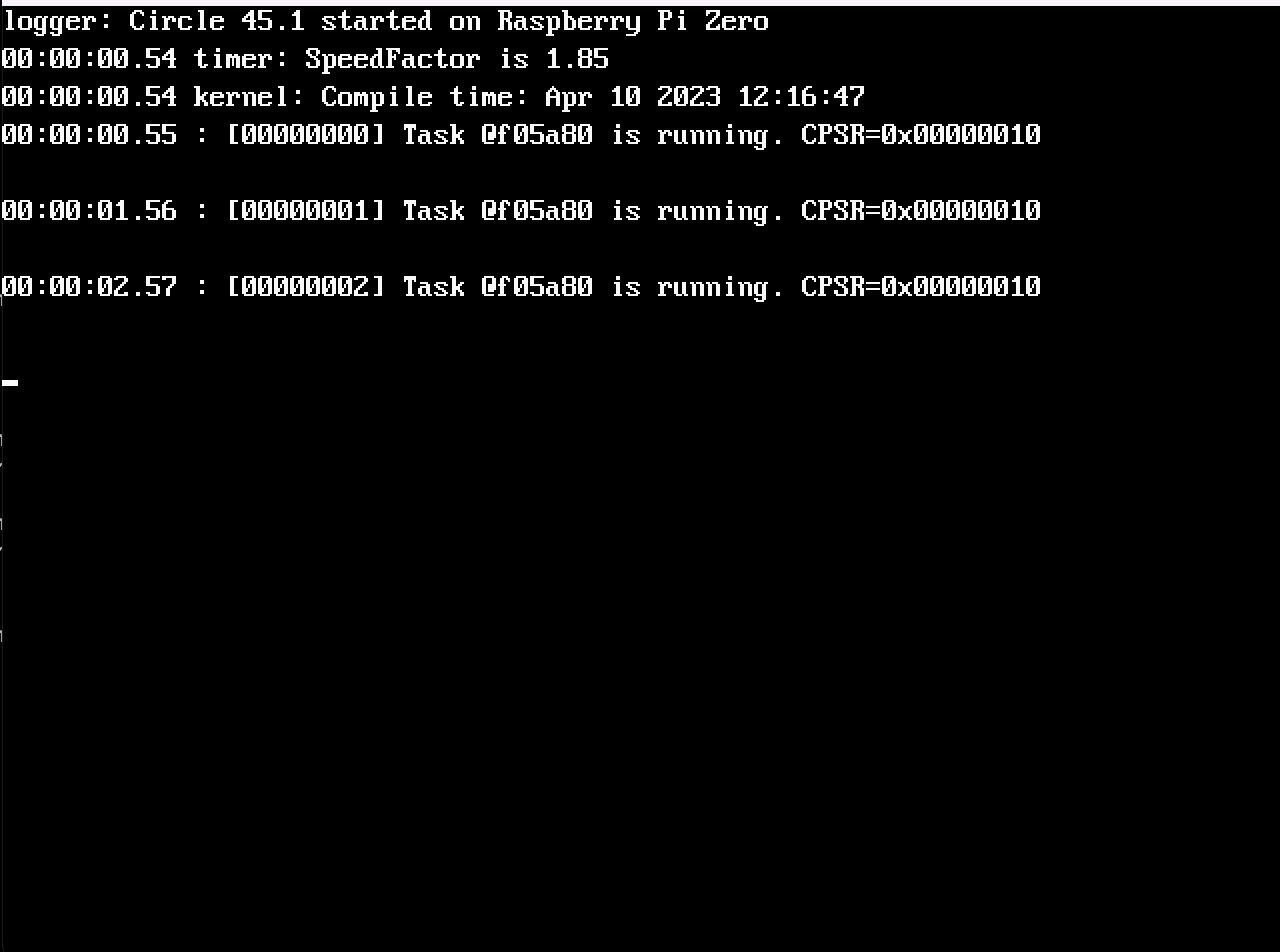 logger: Circle 45.1 started on Raspberry Pi Zero
00:00:00.54 timer: SpeedFactor is 1.85
00:00:00.54 kernel: Compile time: Apr 10 2023 12:16:47
00:00:00.55 : [00000000] Task @f05a80 is running. CPSR=0x00000010
00:00:01.56 : [00000001] Task @f05a80 is running. CPSR=0x00000010
00:00:02.57 : [00000002] Task @f05a80 is running. CPSR=0x00000010